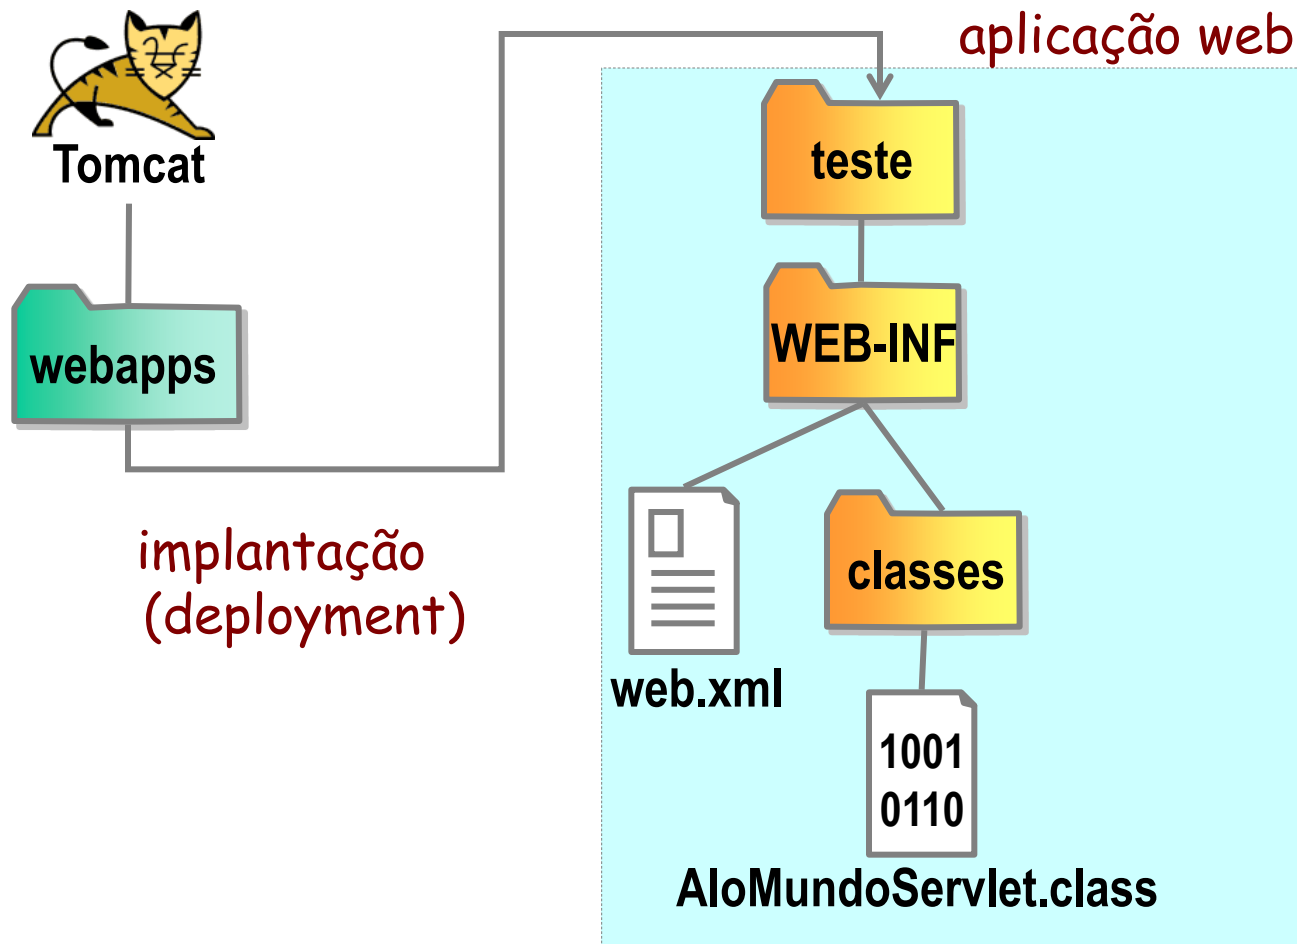 aplicação web
Tomcat
teste
webapps
WEB-INF
implantação
(deployment)
classes
web.xml
1001
0110
AloMundoServlet.class